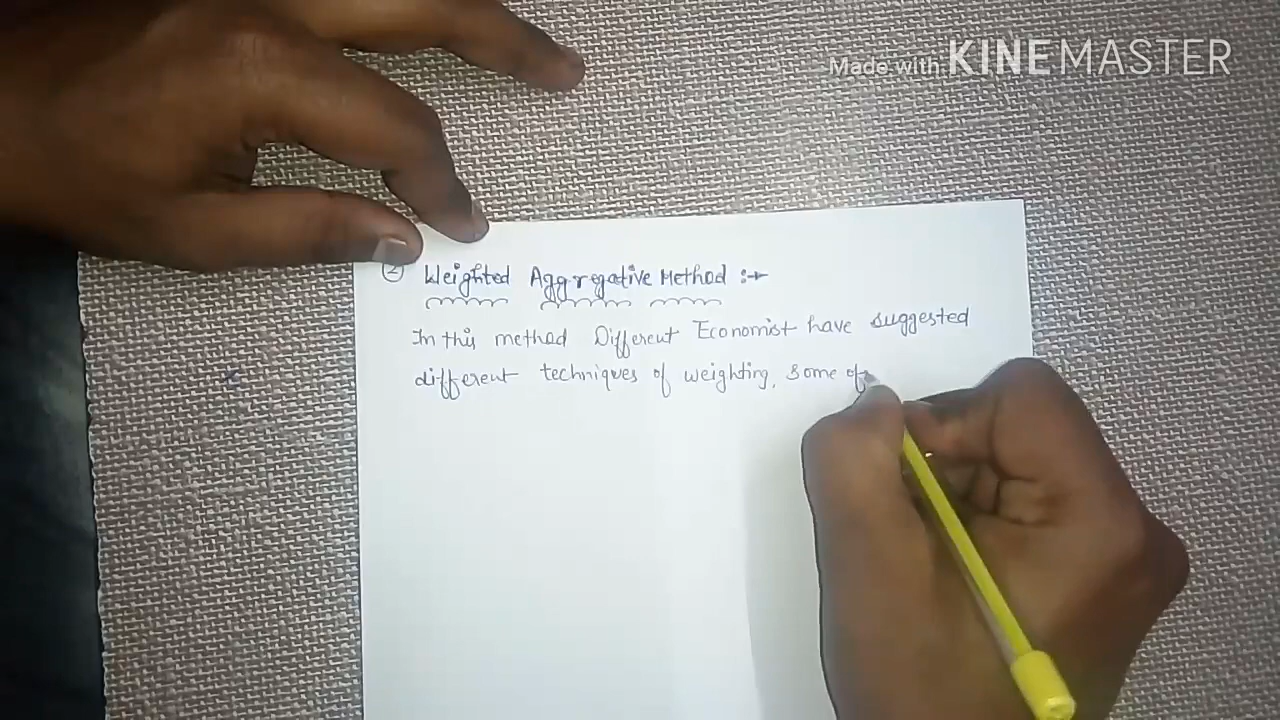 Made with KINEMASTER
② Weighted Aggregative Method :→
In this method Different Economist have suggested
different techniques of weighting, some of